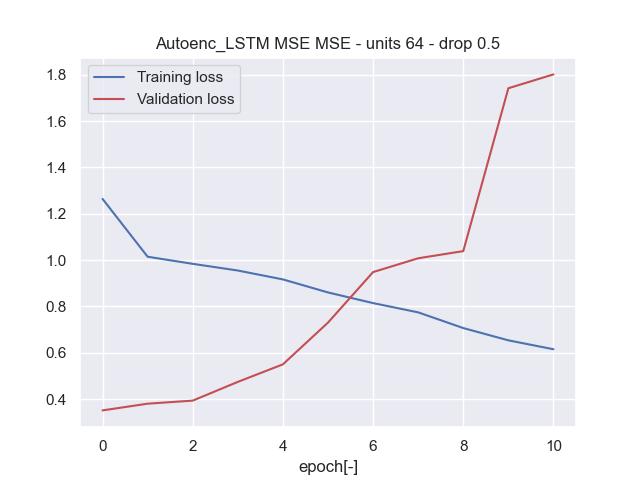 Autoenc_LSTM MSE MSE - units 64 - drop 0.5
Training loss
Validation loss
1.8
1.6
1.4
1.2
1.0
0.8
0.6
0.4
0 2 4 6 8 10
epoch[-]